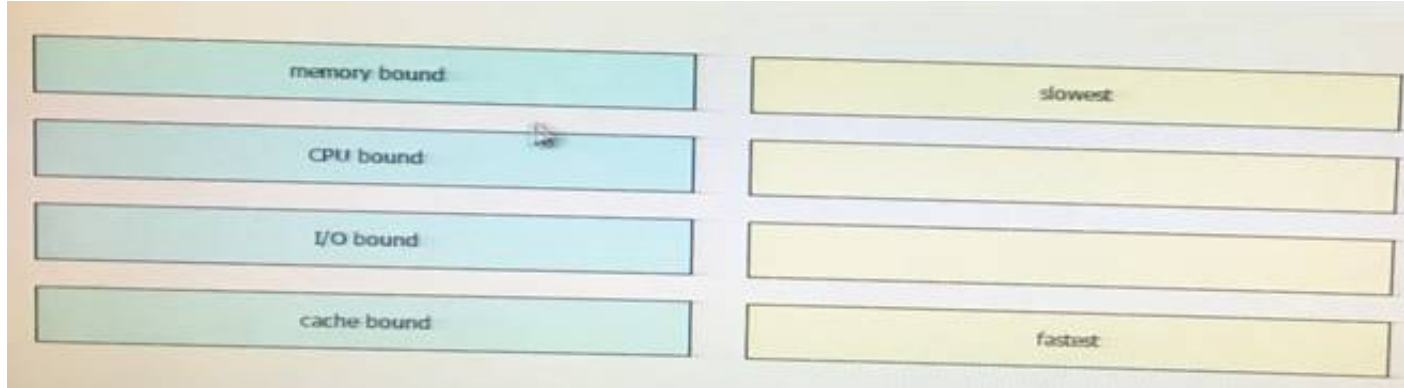 memory bound
slowest
CPU bound
I/O bound
cache bound
fastest